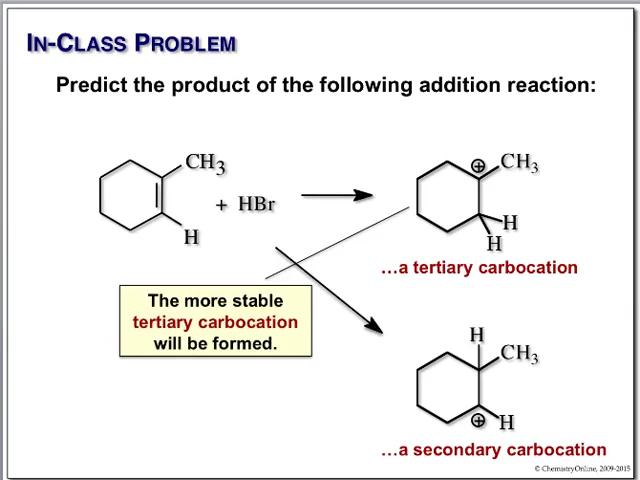 IN-CLASS PROBLEM
Predict the product of the following addition reaction:
CH3
+ HBr
H
⊕ CH3
H
H
…a tertiary carbocation
The more stable
tertiary carbocation
will be formed.
H
CH3
⊕ H
…a secondary carbocation
© ChemistryOnline, 2009-2015